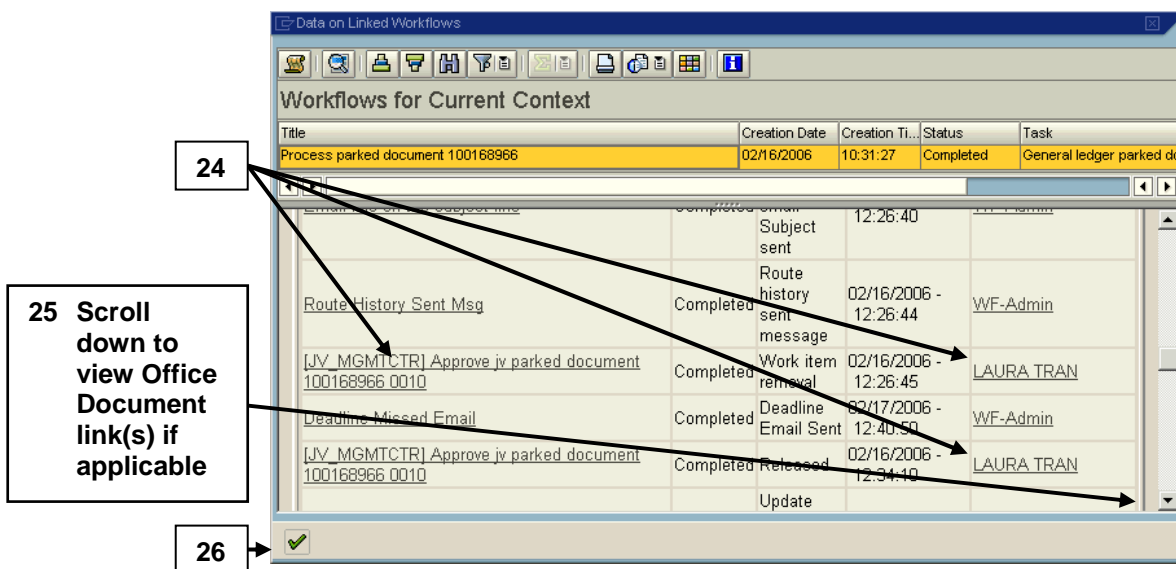 Data on Linked Workflows
Workflows for Current Context
Title Creation Date Creation Ti... Status Task
Process parked document 100168966 02/16/2006 10:31:27 Completed General ledger parked do
24
Completed
Subject
sent
12:26:40
WF-Admin
Route History Sent Msg
Completed
Route
history
sent
message
02/16/2006 -
12:26:44
WF-Admin
[JV_MGMTCTR] Approve jv parked document
100168966 0010
Completed
Work item
removal
02/16/2006 -
12:26:45
LAURA TRAN
Deadline Missed Email
Completed
Deadline
Email Sent
02/17/2006 -
12:40:50
WF-Admin
[JV_MGMTCTR] Approve jv parked document
100168966 0010
Completed
Released
02/16/2006 -
12:34:10
LAURA TRAN
Update
25 Scroll
down to
view Office
Document
link(s) if
applicable
26